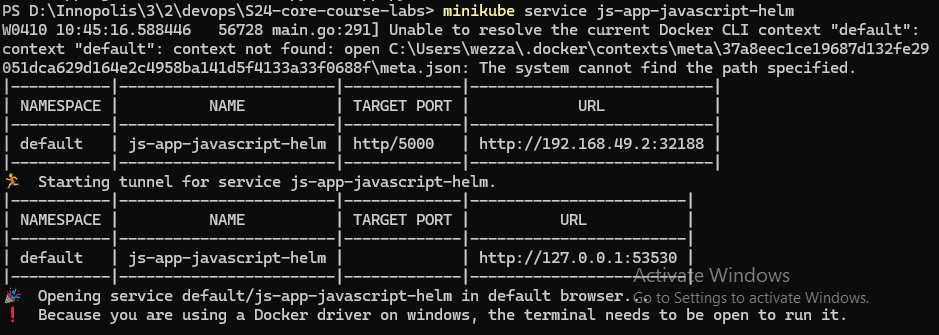 PS D:\Innopolis\3\2\devops\S24-core-course-labs> minikube service js-app-javascript-helm
W0410 10:45:16.588446   56728 main.go:291] Unable to resolve the current Docker CLI context "default":
context "default": context not found: open C:\Users\wezza\.docker\contexts\meta\37a8eec1ce19687d132fe29
051dca629d164e2c4958ba141d5f4133a33f0688f\meta.json: The system cannot find the path specified.
|-----------|------------------------|-------------|---------------------------|
| NAMESPACE |          NAME          | TARGET PORT |            URL            |
|-----------|------------------------|-------------|---------------------------|
| default   | js-app-javascript-helm | http/5000   | http://192.168.49.2:32188 |
|-----------|------------------------|-------------|---------------------------|
🏃  Starting tunnel for service js-app-javascript-helm.
|-----------|------------------------|-------------|------------------------|
| NAMESPACE |          NAME          | TARGET PORT |          URL           |
|-----------|------------------------|-------------|------------------------|
| default   | js-app-javascript-helm |             | http://127.0.0.1:53530 |
|-----------|------------------------|-------------|------------------------|
Activate Windows
🎉  Opening service default/js-app-javascript-helm in default browser...
Go to Settings to activate Windows.
❗  Because you are using a Docker driver on windows, the terminal needs to be open to run it.